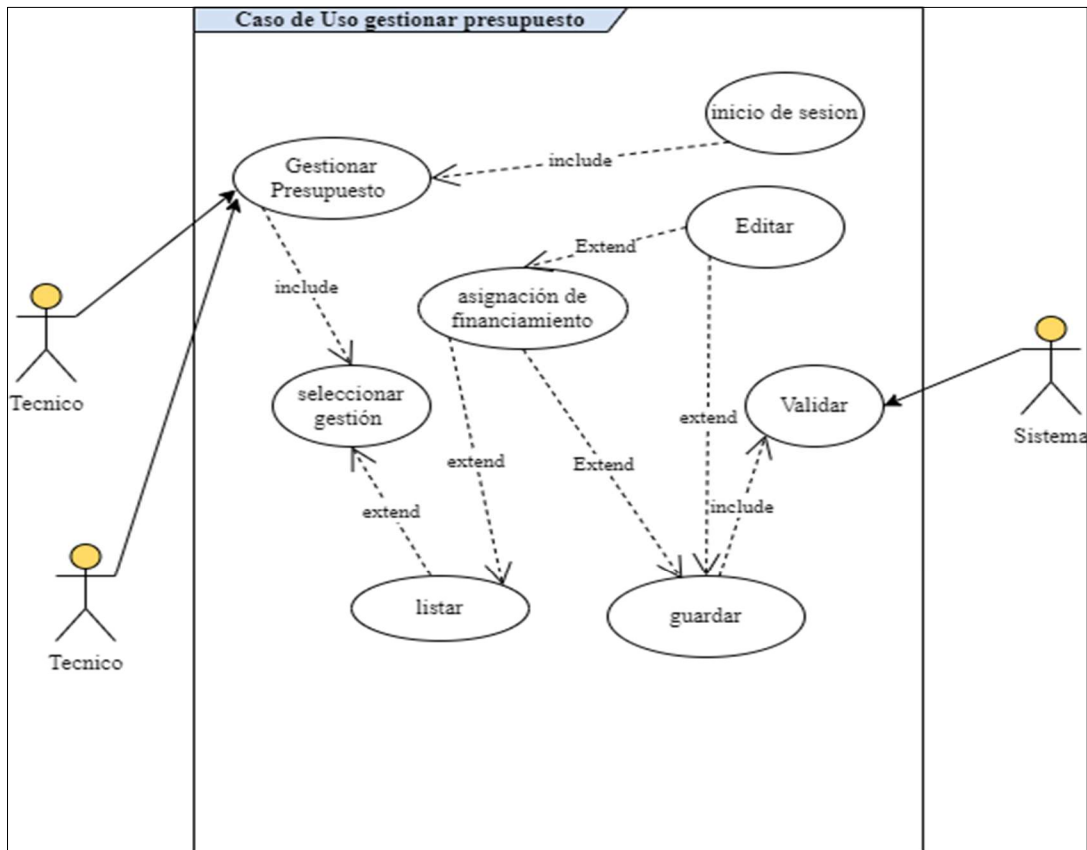 Caso de Uso gestionar presupuesto
inicio de sesion
include
Gestionar
Presupuesto
Editar
Extend
include
asignación de
financiamiento
seleccionar
gestión
Validar
Tecnico
extend
Sistema
extend
Extend
include
extend
listar
guardar
Tecnico